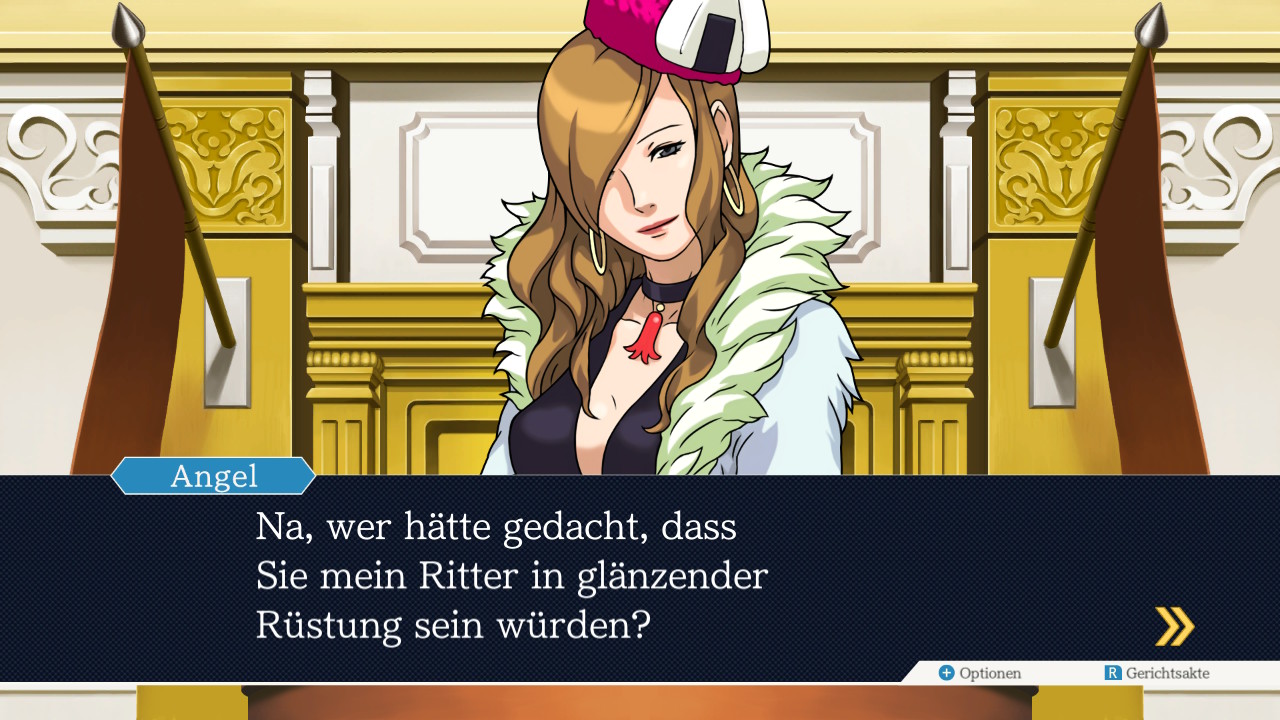 Angel
Na, wer hätte gedacht, dass
Sie mein Ritter in glänzender
Rüstung sein würden?
+ Optionen
R Gerichtsakte